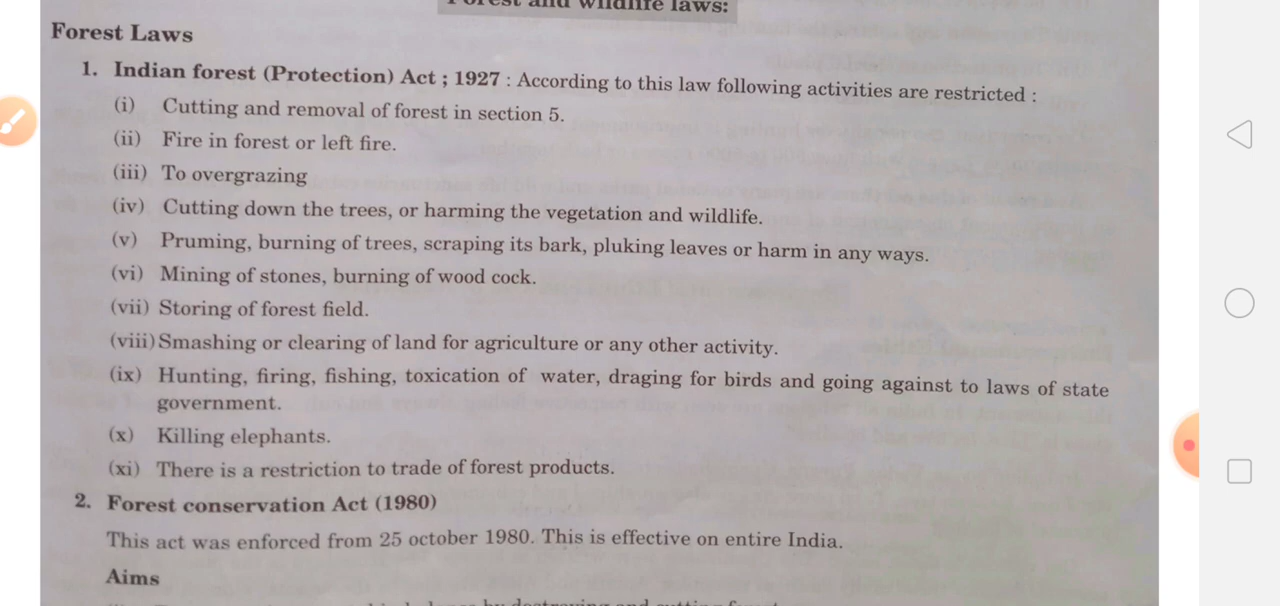 Forest and wildlife laws:
Forest Laws
1. Indian forest (Protection) Act ; 1927 : According to this law following activities are restricted :
(i) Cutting and removal of forest in section 5.
(ii) Fire in forest or left fire.
(iii) To overgrazing
(iv) Cutting down the trees, or harming the vegetation and wildlife.
(v) Pruming, burning of trees, scraping its bark, pluking leaves or harm in any ways.
(vi) Mining of stones, burning of wood cock.
(vii) Storing of forest field.
(viii) Smashing or clearing of land for agriculture or any other activity.
(ix) Hunting, firing, fishing, toxication of water, draging for birds and going against to laws of state
government.
(x) Killing elephants.
(xi) There is a restriction to trade of forest products.
2. Forest conservation Act (1980)
This act was enforced from 25 october 1980. This is effective on entire India.
Aims